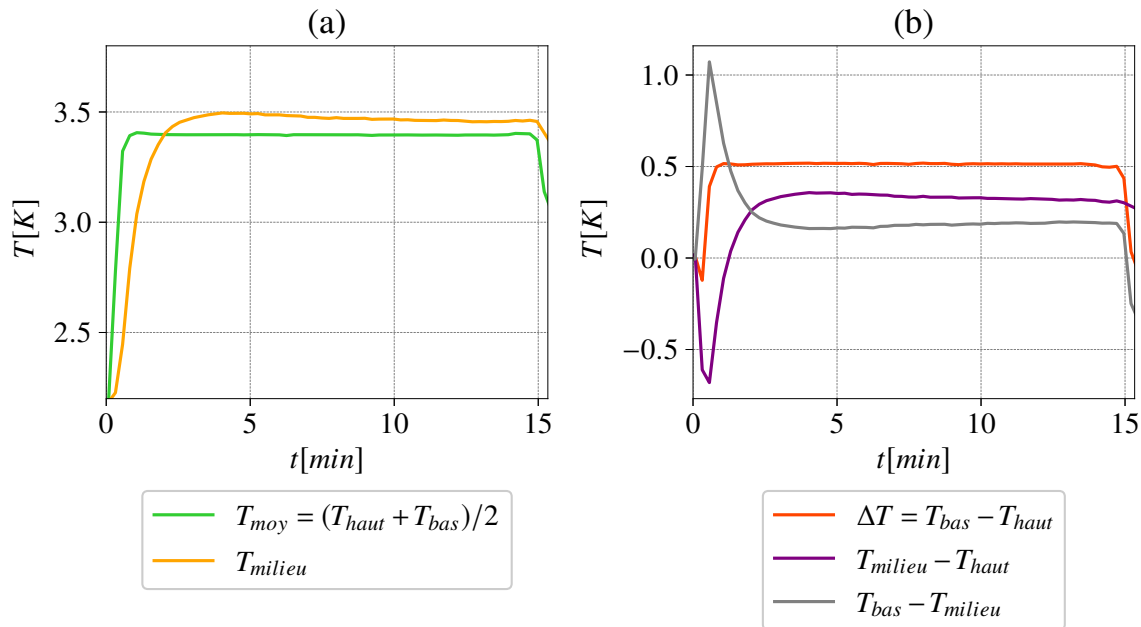 (a)
T[K]
3.5
3.0
2.5
0
5
10
15
t[min]
T_moy = (T_haut + T_bas)/2
T_milieu
(b)
T[K]
1.0
0.5
0.0
−0.5
0
5
10
15
t[min]
ΔT = T_bas − T_haut
T_milieu − T_haut
T_bas − T_milieu